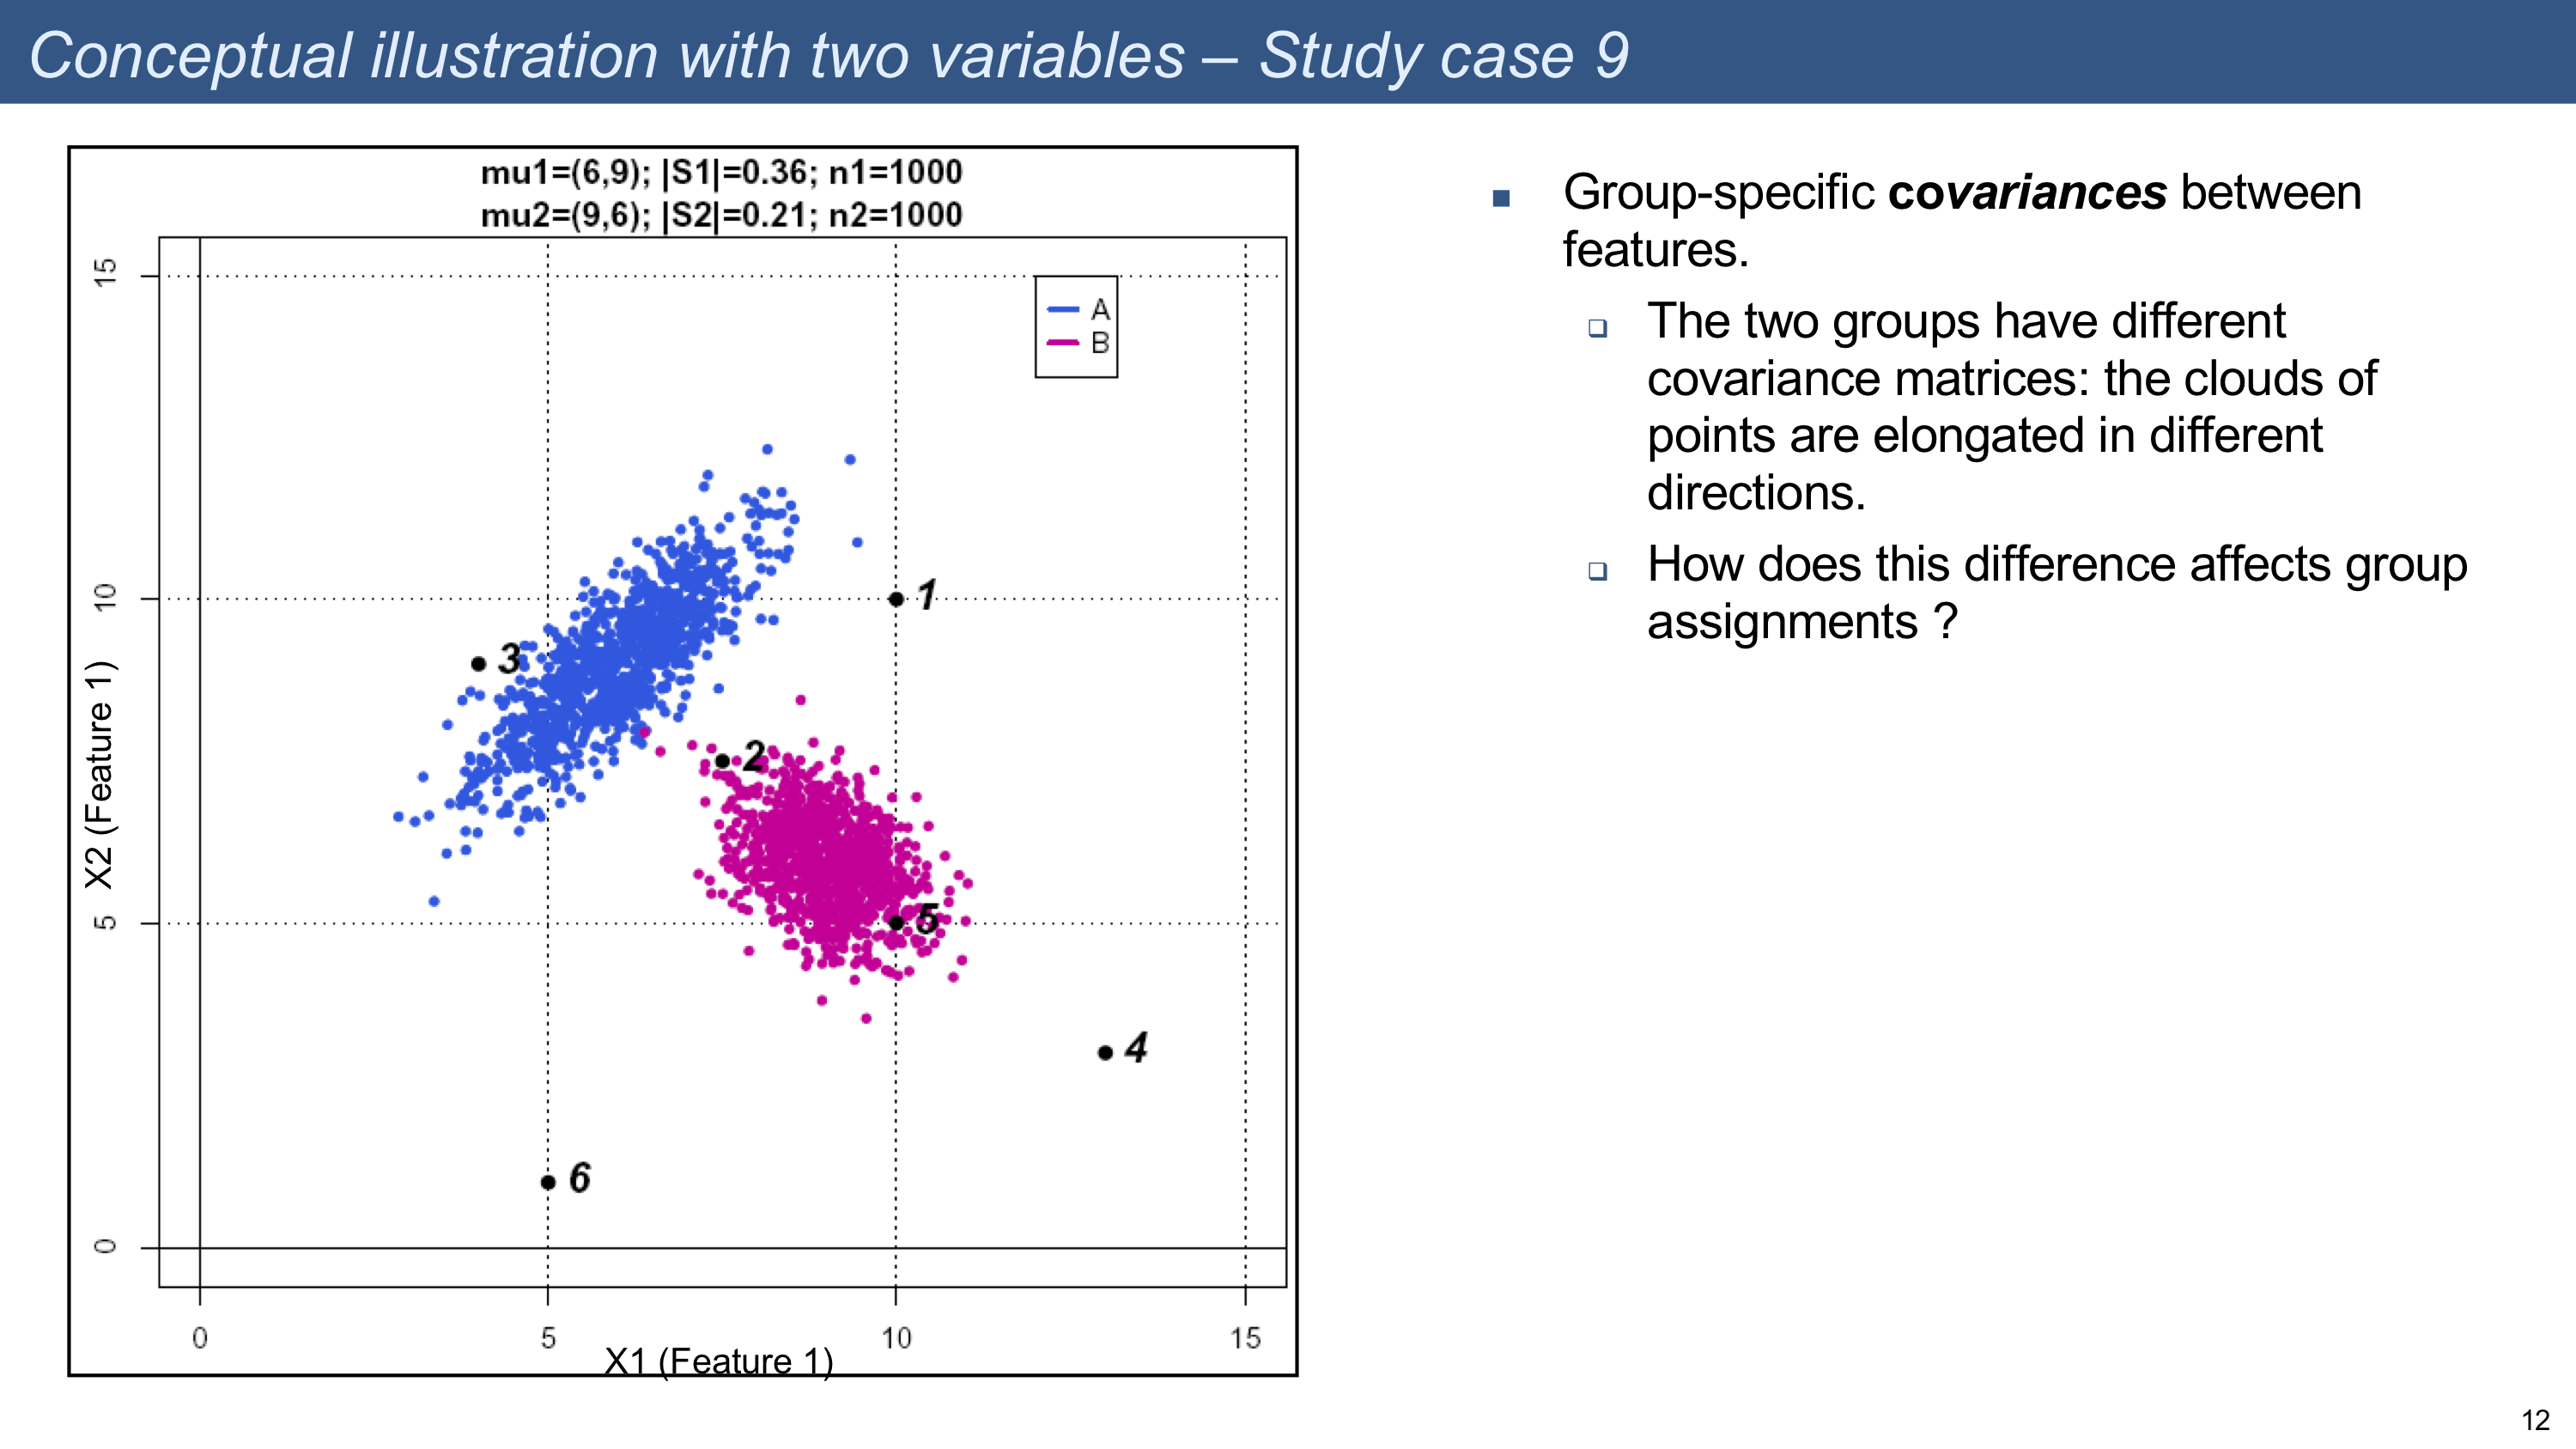 Conceptual illustration with two variables – Study case 9
mu1=(6,9); |S1|=0.36; n1=1000
mu2=(9,6); |S2|=0.21; n2=1000
15
10
5
0
X2 (Feature 1)
A
B
1
3
2
5
4
6
0
5
10
15
X1 (Feature 1)
Group-specific covariances between
features.
The two groups have different
covariance matrices: the clouds of
points are elongated in different
directions.
How does this difference affects group
assignments ?
12